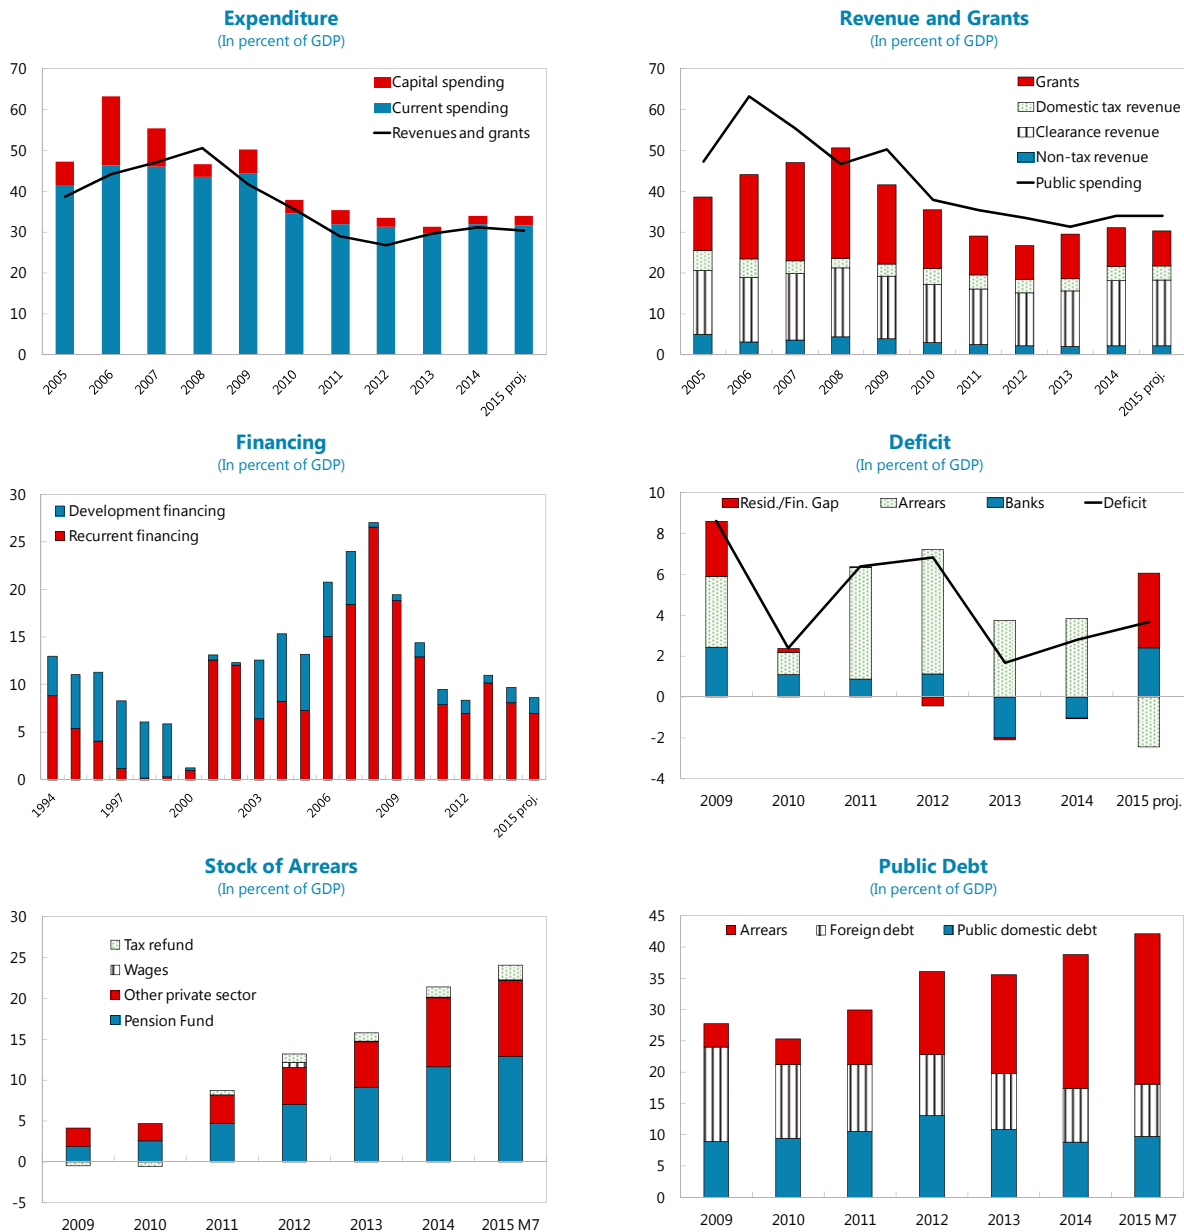 Expenditure
(In percent of GDP)
70
60
50
40
30
20
10
0
Capital spending
Current spending
Revenues and grants
2005
2006
2007
2008
2009
2010
2011
2012
2013
2014
2015 proj.
Revenue and Grants
(In percent of GDP)
70
60
50
40
30
20
10
0
Grants
Domestic tax revenue
Clearance revenue
Non-tax revenue
Public spending
2005
2006
2007
2008
2009
2010
2011
2012
2013
2014
2015 proj.
Financing
(In percent of GDP)
30
25
20
15
10
5
0
Development financing
Recurrent financing
1994
1997
2000
2003
2006
2009
2012
2015 proj.
Deficit
(In percent of GDP)
10
8
6
4
2
0
-2
-4
Resid./Fin. Gap
Arrears
Banks
Deficit
2009
2010
2011
2012
2013
2014
2015 proj.
Stock of Arrears
(In percent of GDP)
30
25
20
15
10
5
0
-5
Tax refund
Wages
Other private sector
Pension Fund
2009
2010
2011
2012
2013
2014
2015 M7
Public Debt
(In percent of GDP)
45
40
35
30
25
20
15
10
5
0
Arrears
Foreign debt
Public domestic debt
2009
2010
2011
2012
2013
2014
2015 M7